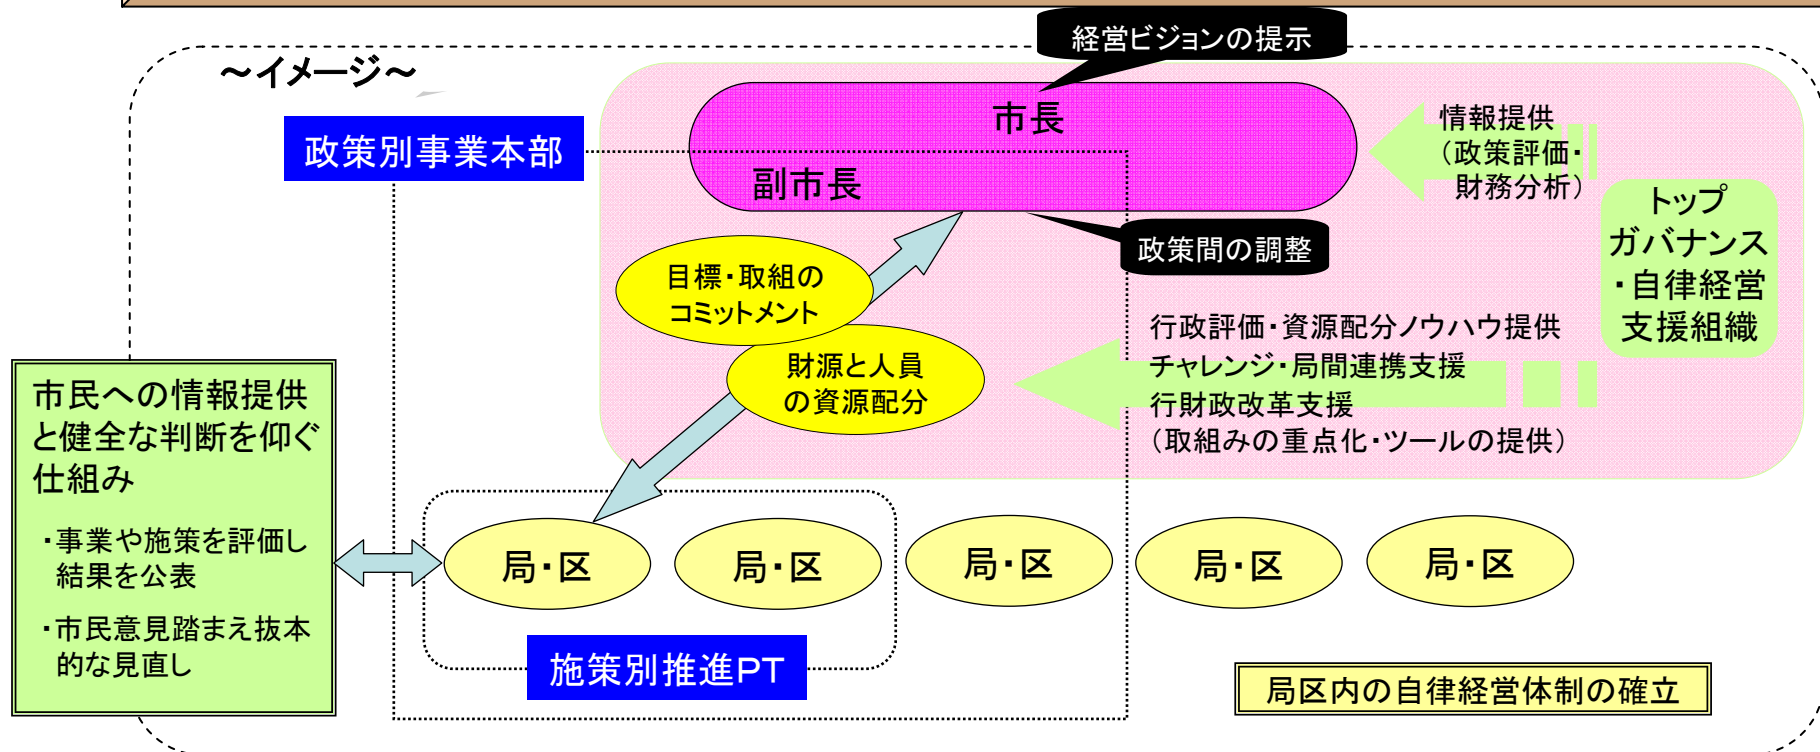 経営ビジョンの提示
～イメージ～
市長
副市長
政策別事業本部
情報提供
（政策評価・
財務分析）
トップ
ガバナンス
・自律経営
支援組織
政策間の調整
目標・取組の
コミットメント
財源と人員
の資源配分
行政評価・資源配分ノウハウ提供
チャレンジ・局間連携支援
行財政改革支援
（取組みの重点化・ツールの提供）
市民への情報提供
と健全な判断を仰ぐ
仕組み
・事業や施策を評価し
結果を公表
・市民意見踏まえ抜本
的な見直し
局・区
局・区
局・区
局・区
局・区
施策別推進PT
局区内の自律経営体制の確立